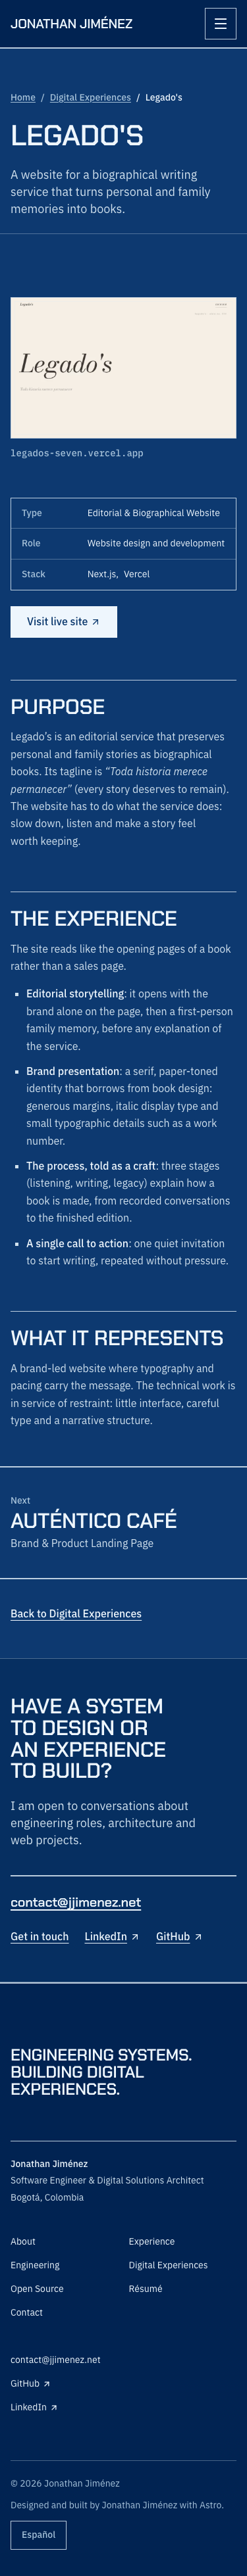 JONATHAN JIMÉNEZ
Home / Digital Experiences / Legado's
LEGADO'S
A website for a biographical writing
service that turns personal and family
memories into books.
Legado's
Legado's
legados-seven.vercel.app
Type Editorial & Biographical Website
Role Website design and development
Stack Next.js, Vercel
Visit live site ↗
PURPOSE
Legado’s is an editorial service that preserves
personal and family stories as biographical
books. Its tagline is “Toda historia merece
permanecer” (every story deserves to remain).
The website has to do what the service does:
slow down, listen and make a story feel
worth keeping.
THE EXPERIENCE
The site reads like the opening pages of a book
rather than a sales page.
Editorial storytelling: it opens with the
brand alone on the page, then a first-person
family memory, before any explanation of
the service.
Brand presentation: a serif, paper-toned
identity that borrows from book design:
generous margins, italic display type and
small typographic details such as a work
number.
The process, told as a craft: three stages
(listening, writing, legacy) explain how a
book is made, from recorded conversations
to the finished edition.
A single call to action: one quiet invitation
to start writing, repeated with care.
WHAT IT REPRESENTS
A brand-led website where typography and
pacing carry the message. The technical work is
in service of restraint: little interface, careful
type and a narrative structure.
Next
AUTÉNTICO CAFÉ
Brand & Product Landing Page
Back to Digital Experiences
HAVE A SYSTEM
TO DESIGN OR
AN EXPERIENCE
TO BUILD?
I am open to conversations about
engineering roles, architecture and
web projects.
contact@jjimenez.net
Get in touch LinkedIn ↗ GitHub ↗
ENGINEERING SYSTEMS.
BUILDING DIGITAL
EXPERIENCES.
Jonathan Jiménez
Software Engineer & Digital Solutions Architect
Bogotá, Colombia
About Experience
Engineering Digital Experiences
Open Source Résumé
Contact
contact@jjimenez.net
GitHub ↗
LinkedIn ↗
© 2026 Jonathan Jiménez
Designed and built by Jonathan Jiménez with Astro.
Español